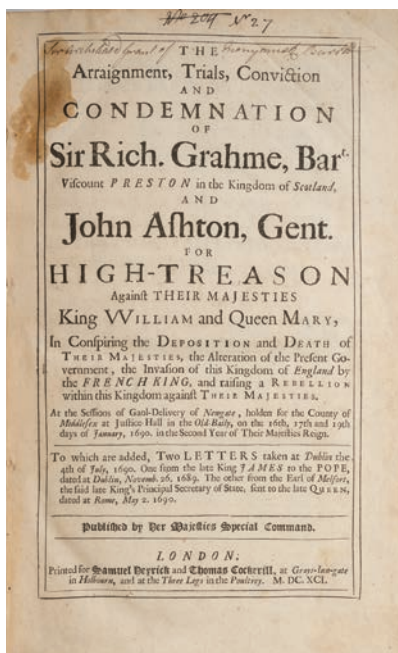 Nº 27
THE
Arraignment, Trials, Conviction
AND
CONDEMNATION
OF
Sir Rich. Grahme, Barᵗ.
Viſcount PRESTON in the Kingdom of Scotland,
AND
John Aſhton, Gent.
FOR
HIGH-TREASON
Againſt THEIR MAJESTIES
King WILLIAM and Queen MARY,
In Conſpiring the DEPOSITION and DEATH of
THEIR MAJESTIES, the Alteration of the Preſent Go-
vernment, the Invaſion of this Kingdom of England by
the FRENCH KING, and raiſing a REBELLION
within this Kingdom againſt THEIR MAJESTIES.
At the Seſſions of Gaol-Delivery of Newgate, holden for the County of
Middleſex at Juſtice Hall in the Old-Baily, on the 16th, 17th and 19th
days of January, 1690. in the Second Year of Their Majeſties Reign.
To which are added, Two LETTERS taken at Dublin the
4th of July, 1690. One from the late King JAMES to the POPE,
dated at Dublin, Novemb. 26. 1689. The other from the Earl of Melfort,
the ſaid late King's Principal Secretary of State, ſent to the late QUEEN,
dated at Rome, May 2. 1690.
Publiſhed by Her Majeſties Special Command.
LONDON:
Printed for Samuel Heyrick and Thomas Cockerill, at Grays-Inn-gate
in Holbourn, and at the Three Legs in the Poultrey. M. DC. XCI.